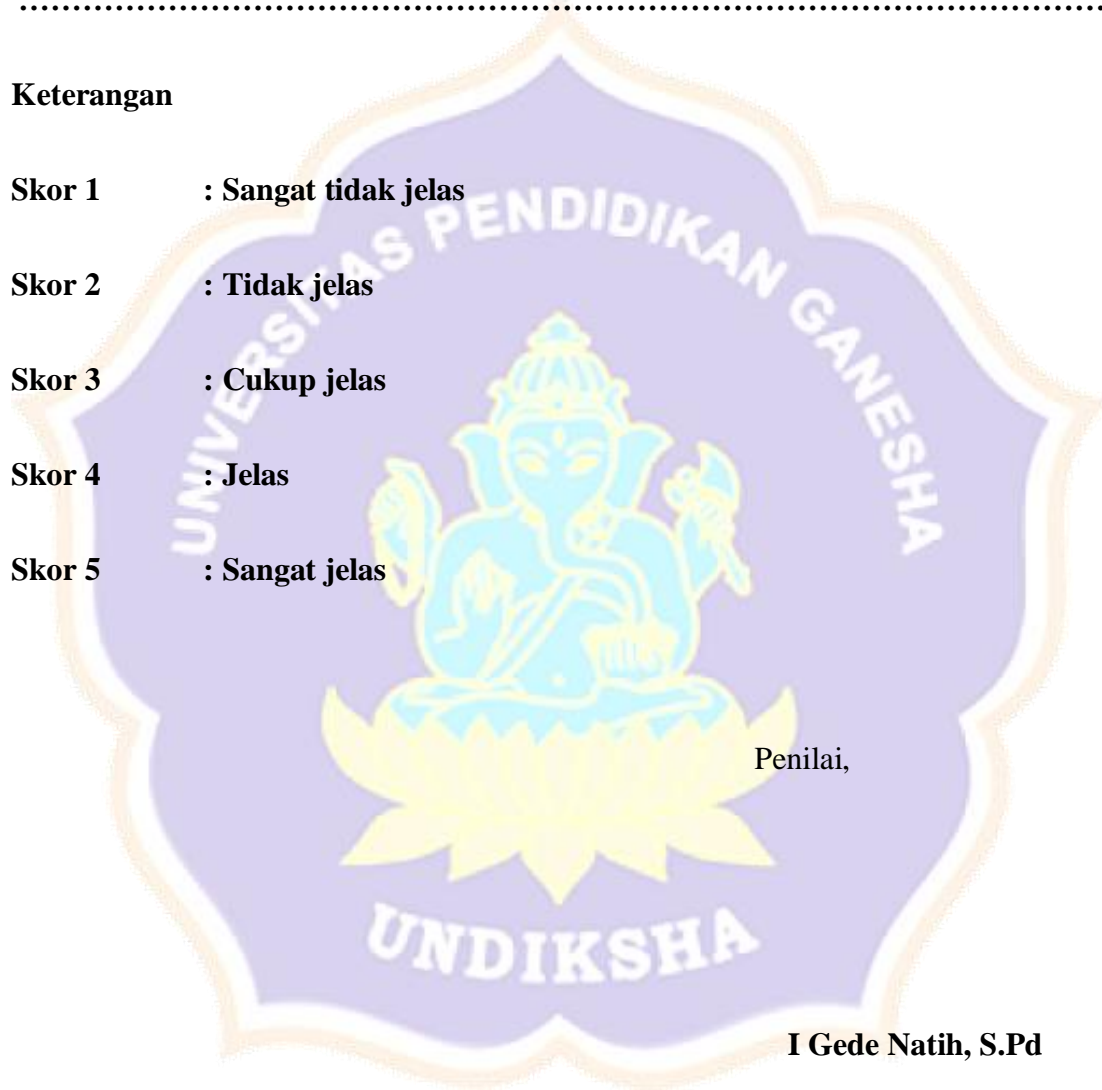 ................................................................................................................
Keterangan
Skor 1 : Sangat tidak jelas
Skor 2 : Tidak jelas
Skor 3 : Cukup jelas
Skor 4 : Jelas
Skor 5 : Sangat jelas
UNIVERSITAS PENDIDIKAN GANESHA
Penilai,
UNDIKSHA
I Gede Natih, S.Pd